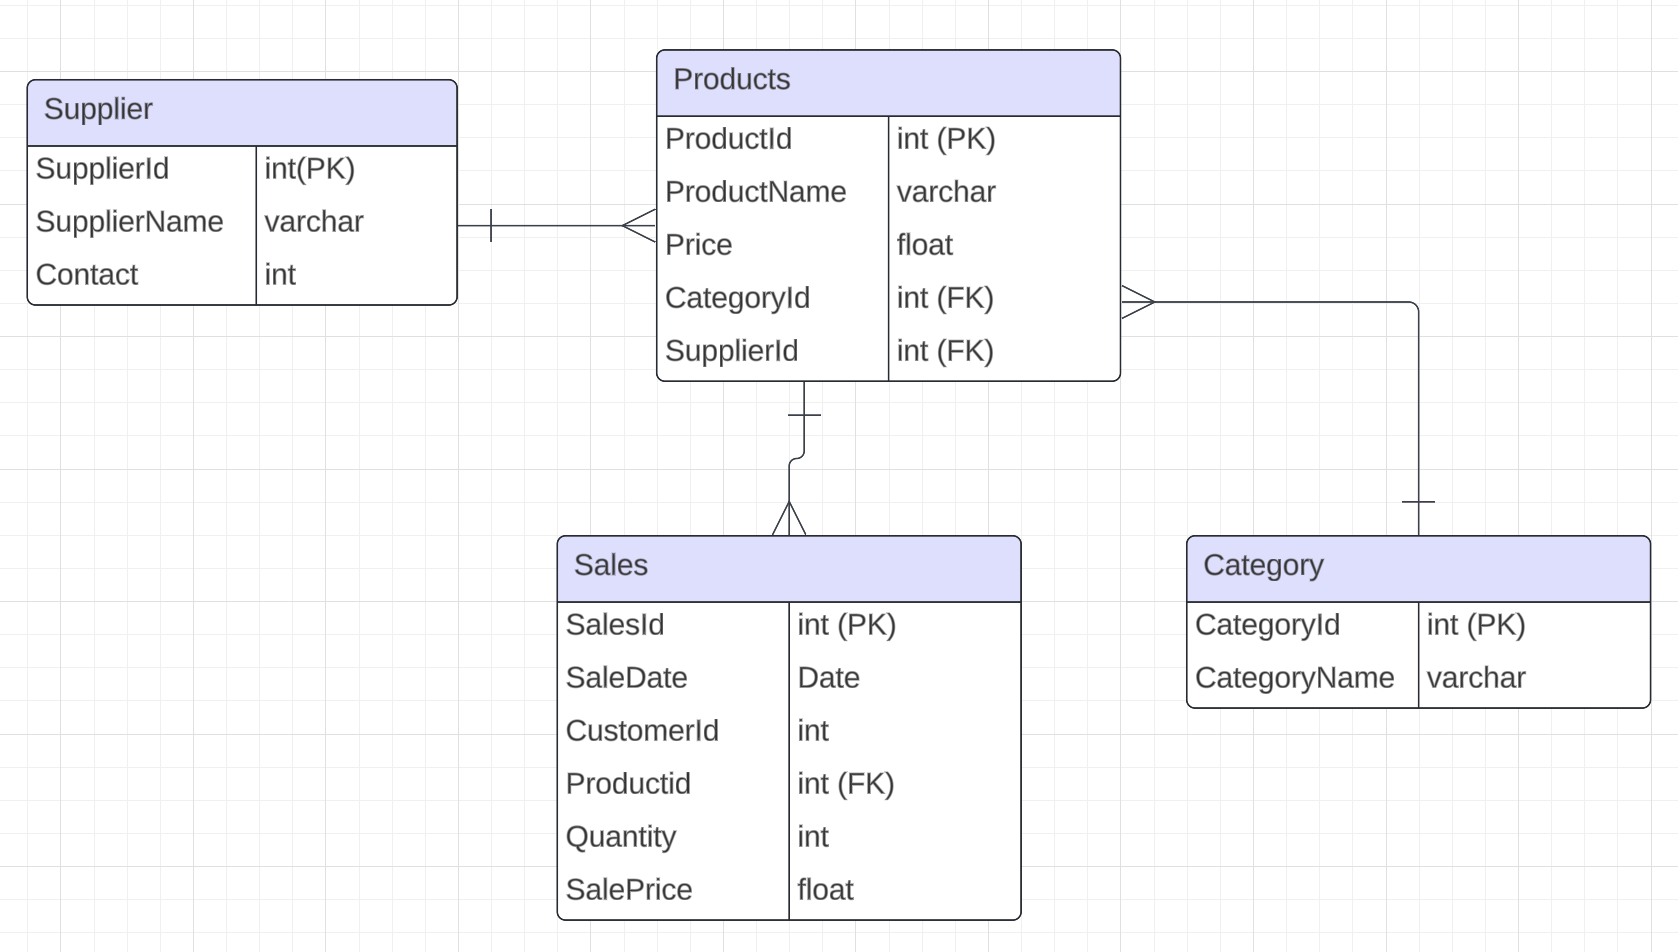 Supplier
SupplierId int(PK)
SupplierName varchar
Contact int
Products
ProductId int (PK)
ProductName varchar
Price float
CategoryId int (FK)
SupplierId int (FK)
Sales
SalesId int (PK)
SaleDate Date
CustomerId int
Productid int (FK)
Quantity int
SalePrice float
Category
CategoryId int (PK)
CategoryName varchar